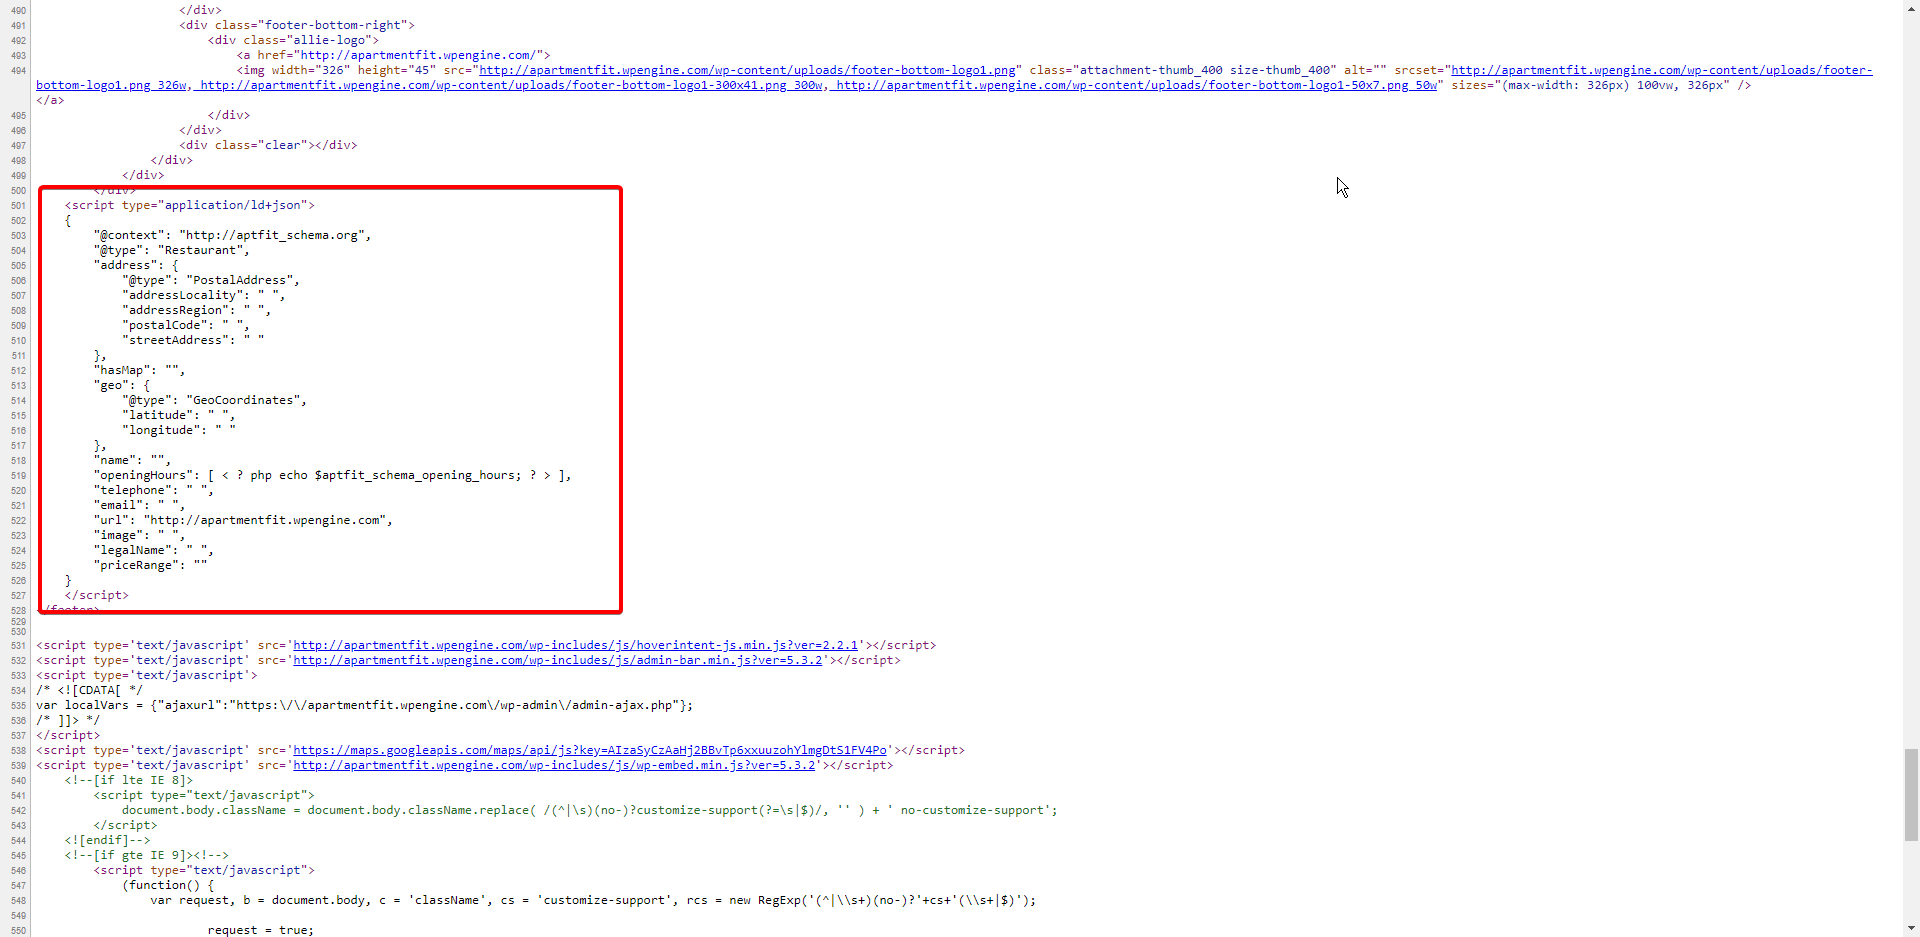 490 </div>
491 <div class="footer-bottom-right">
492 <div class="allie-logo">
493 <a href="http://apartmentfit.wpengine.com/">
494 <img width="326" height="45" src="http://apartmentfit.wpengine.com/wp-content/uploads/footer-bottom-logo1.png" class="attachment-thumb_400 size-thumb_400" alt="" srcset="http://apartmentfit.wpengine.com/wp-content/uploads/footer-
bottom-logo1.png 326w, http://apartmentfit.wpengine.com/wp-content/uploads/footer-bottom-logo1-300x41.png 300w, http://apartmentfit.wpengine.com/wp-content/uploads/footer-bottom-logo1-50x7.png 50w" sizes="(max-width: 326px) 100vw, 326px" />
</a>
495 </div>
496 </div>
497 <div class="clear"></div>
498 </div>
499 </div>
500 </div>
501 <script type="application/ld+json">
502 {
503 "@context": "http://aptfit_schema.org",
504 "@type": "Restaurant",
505 "address": {
506 "@type": "PostalAddress",
507 "addressLocality": " ",
508 "addressRegion": " ",
509 "postalCode": " ",
510 "streetAddress": " "
511 },
512 "hasMap": "",
513 "geo": {
514 "@type": "GeoCoordinates",
515 "latitude": " ",
516 "longitude": " "
517 },
518 "name": "",
519 "openingHours": [ < ? php echo $aptfit_schema_opening_hours; ? > ],
520 "telephone": " ",
521 "email": " ",
522 "url": "http://apartmentfit.wpengine.com",
523 "image": " ",
524 "legalName": " ",
525 "priceRange": ""
526 }
527 </script>
528 </footer>
529
530
531 <script type='text/javascript' src='http://apartmentfit.wpengine.com/wp-includes/js/hoverintent-js.min.js?ver=2.2.1'></script>
532 <script type='text/javascript' src='http://apartmentfit.wpengine.com/wp-includes/js/admin-bar.min.js?ver=5.3.2'></script>
533 <script type='text/javascript'>
534 /* <![CDATA[ */
535 var localVars = {"ajaxurl":"https:\/\/apartmentfit.wpengine.com\/wp-admin\/admin-ajax.php"};
536 /* ]]> */
537 </script>
538 <script type='text/javascript' src='https://maps.googleapis.com/maps/api/js?key=AIzaSyCzAaHj2BBvTp6xxuuzohYlmgDtS1FV4Po'></script>
539 <script type='text/javascript' src='http://apartmentfit.wpengine.com/wp-includes/js/wp-embed.min.js?ver=5.3.2'></script>
540 <!--[if lte IE 8]>
541 <script type="text/javascript">
542 document.body.className = document.body.className.replace( /(^|\s)(no-)?customize-support(?=\s|$)/, '' ) + ' no-customize-support';
543 </script>
544 <![endif]-->
545 <!--[if gte IE 9]><!-->
546 <script type="text/javascript">
547 (function() {
548 var request, b = document.body, c = 'className', cs = 'customize-support', rcs = new RegExp('(^|\\s+)(no-)?'+cs+'(\\s+|$)');
549
550 request = true;